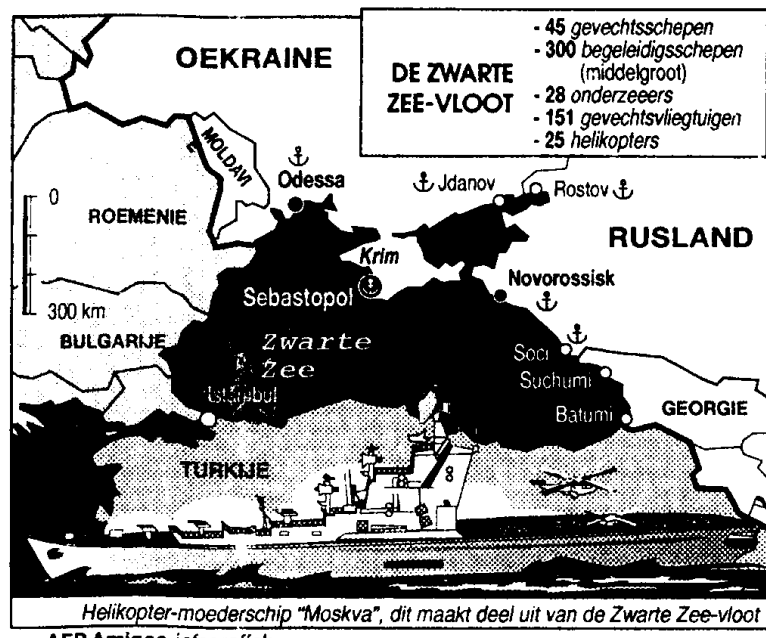 OEKRAINE
DE ZWARTE
ZEE-VLOOT
- 45 gevechtsschepen
- 300 begeleidigsschepen
(middelgroot)
- 28 onderzeeers
- 151 gevechtsvliegtuigen
- 25 helikopters
MOLDAVIE
Odessa
Jdanov
Rostov
0
ROEMENIE
RUSLAND
Krim
Novorossisk
Sebastopol
300 km
BULGARIJE
Zwarte
Zee
Soci
Suchumi
Istanbul
Batumi
GEORGIE
TURKIJE
Helikopter-moederschip "Moskva", dit maakt deel uit van de Zwarte Zee-vloot